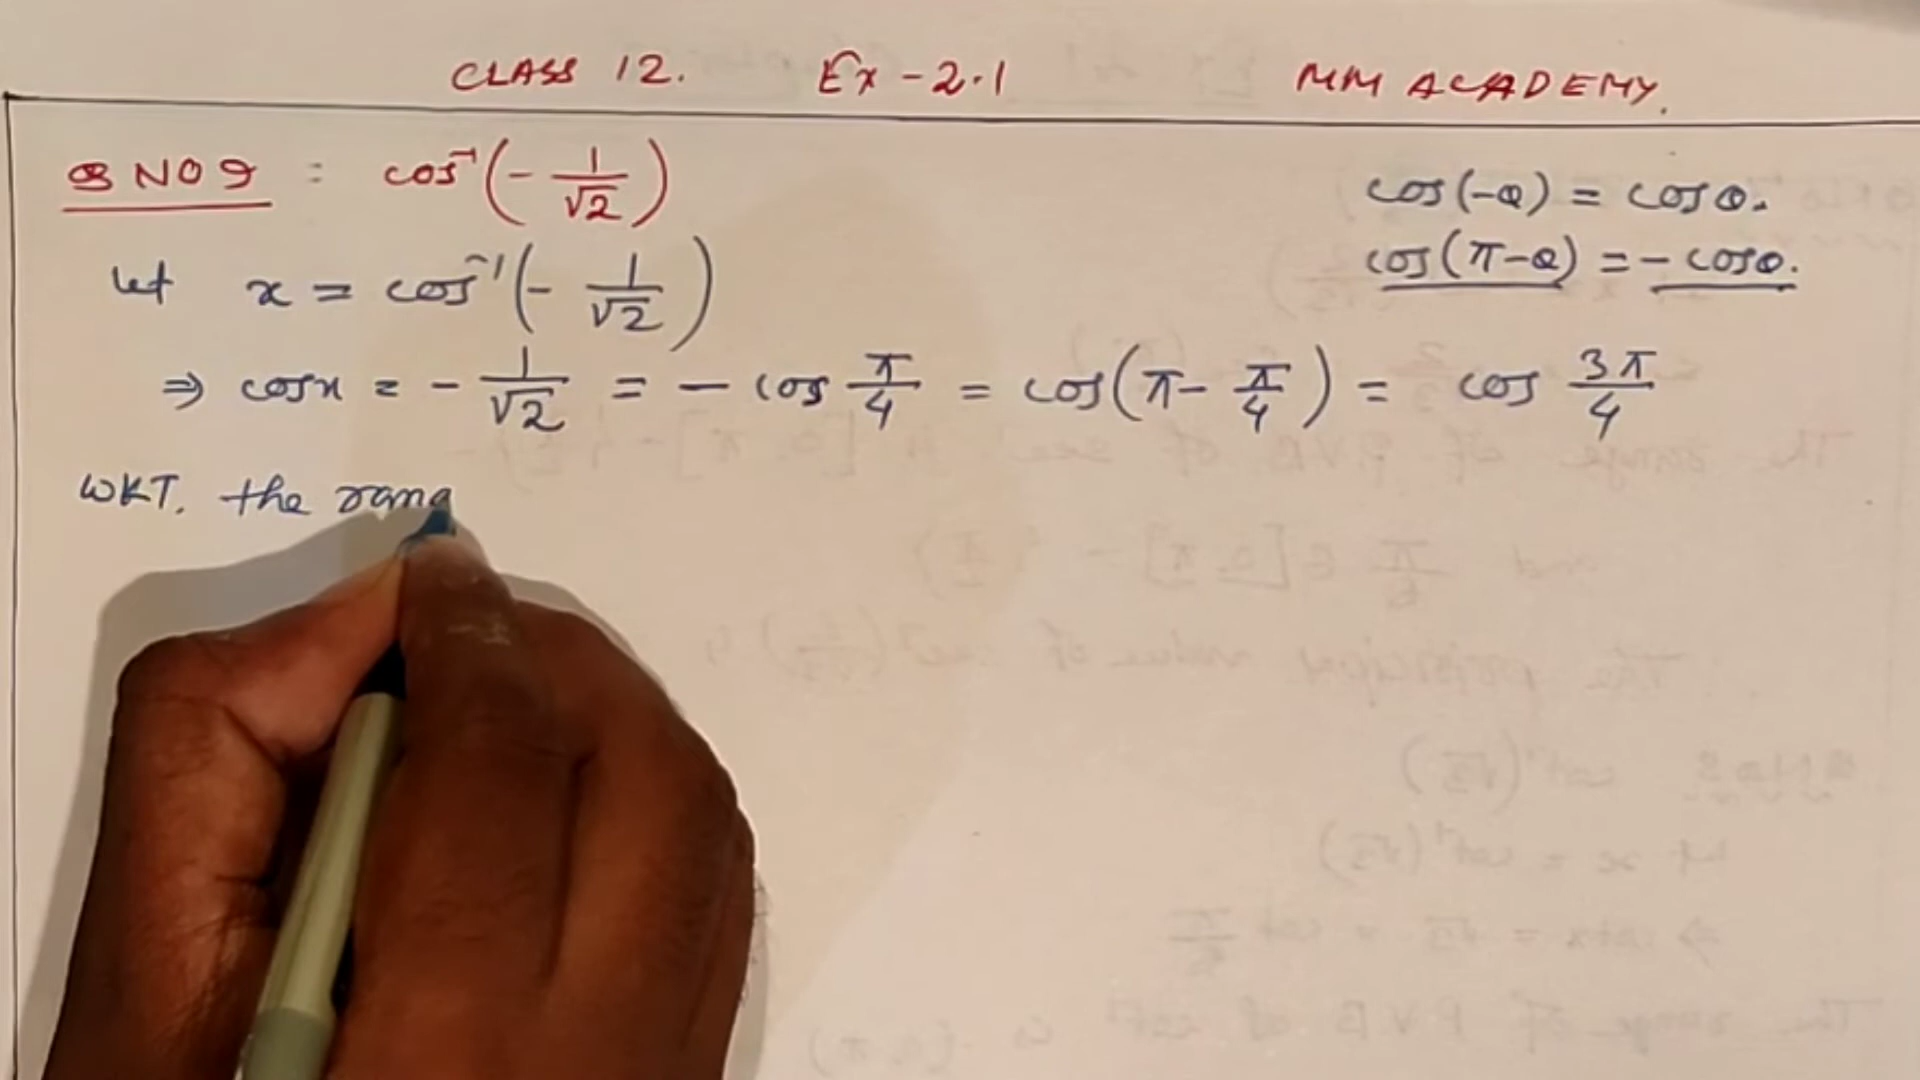 CLASS 12. Ex-2.1 MM ACADEMY.
Q NO 9 : cos⁻¹(-1/√2)
cos(-θ) = cosθ.
Let x = cos⁻¹(-1/√2)
cos(π-θ) = -cosθ.
⇒ cosx = -1/√2 = -cos π/4 = cos(π-π/4) = cos 3π/4
WKT. the rang